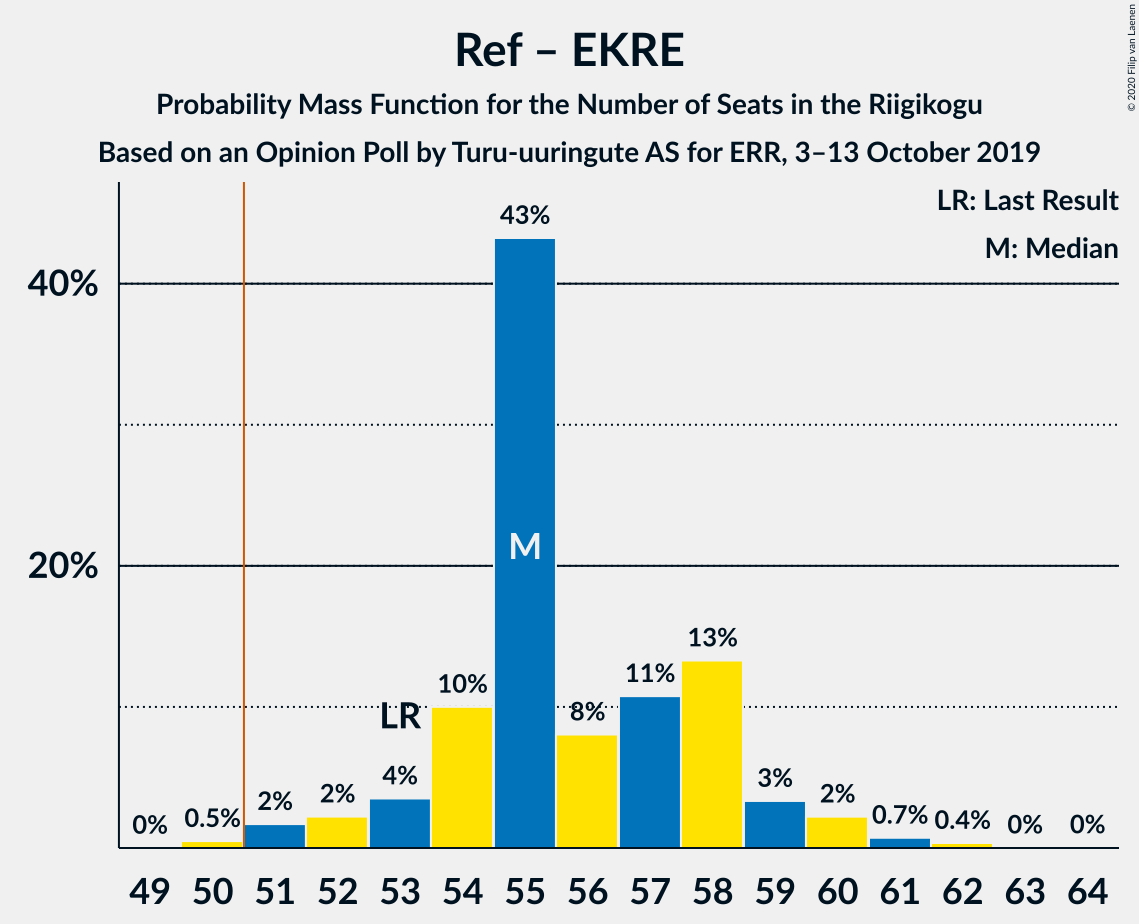 Ref – EKRE
Probability Mass Function for the Number of Seats in the Riigikogu
Based on an Opinion Poll by Turu-uuringute AS for ERR, 3–13 October 2019
© 2020 Filip van Laenen
LR: Last Result
M: Median
40%
20%
0%
0.5%
2%
2%
4%
LR
10%
43%
M
8%
11%
13%
3%
2%
0.7%
0.4%
0%
0%
49 50 51 52 53 54 55 56 57 58 59 60 61 62 63 64